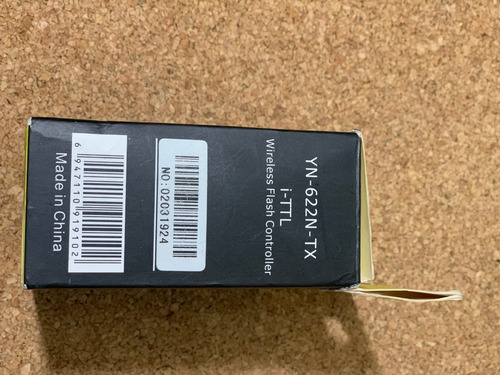 YN-622N-TX
i-TTL
Wireless Flash Controller
NO:02031924
6 947110 919102
Made in China